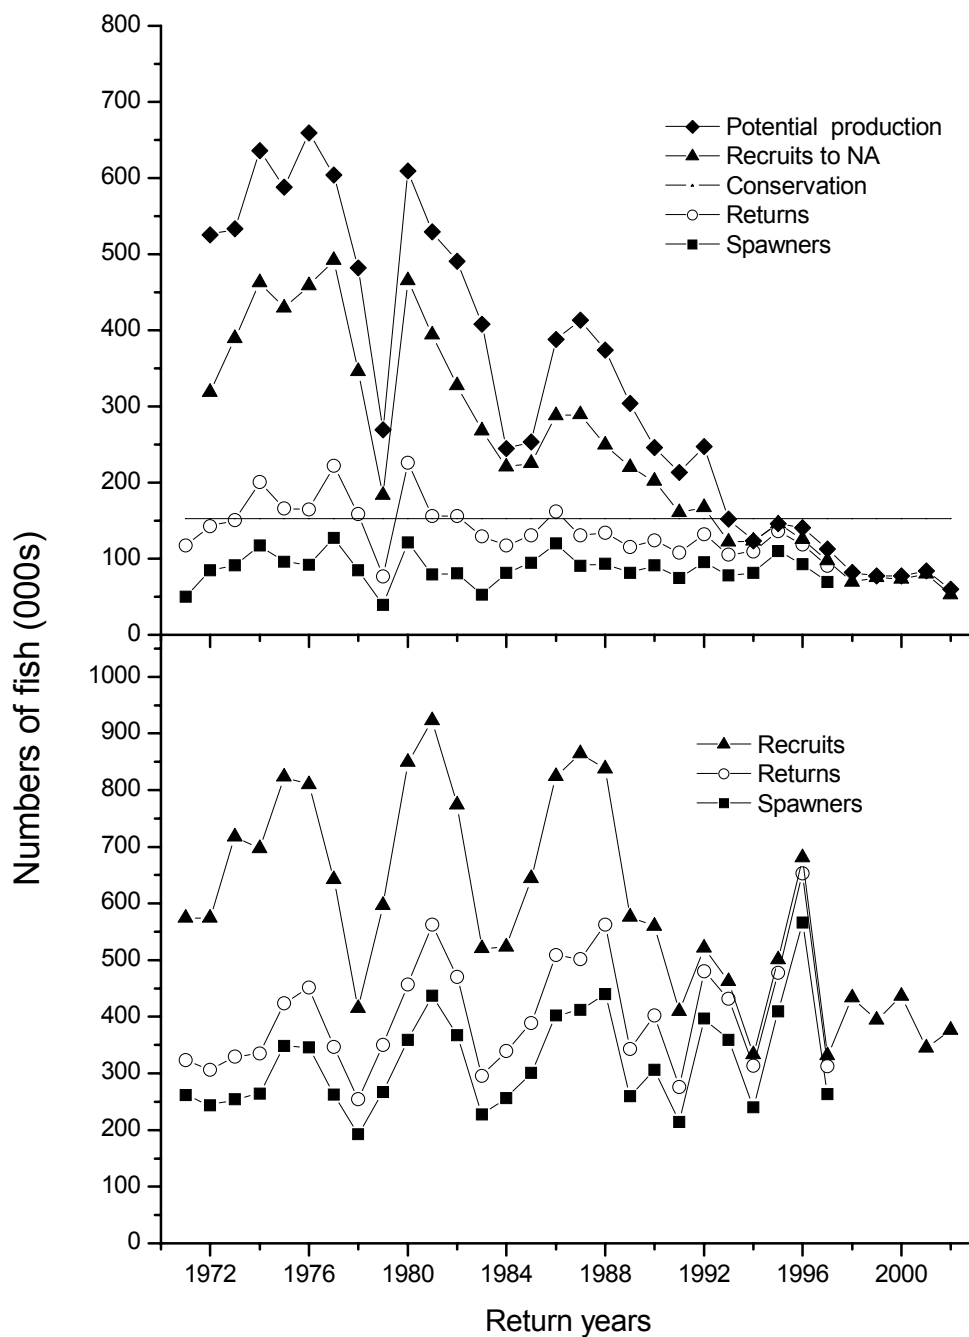 800
700
600
500
400
300
200
100
0
Potential production
Recruits to NA
Conservation
Returns
Spawners
Numbers of fish (000s)
1000
900
800
700
600
500
400
300
200
100
0
Recruits
Returns
Spawners
1972 1976 1980 1984 1988 1992 1996 2000
Return years